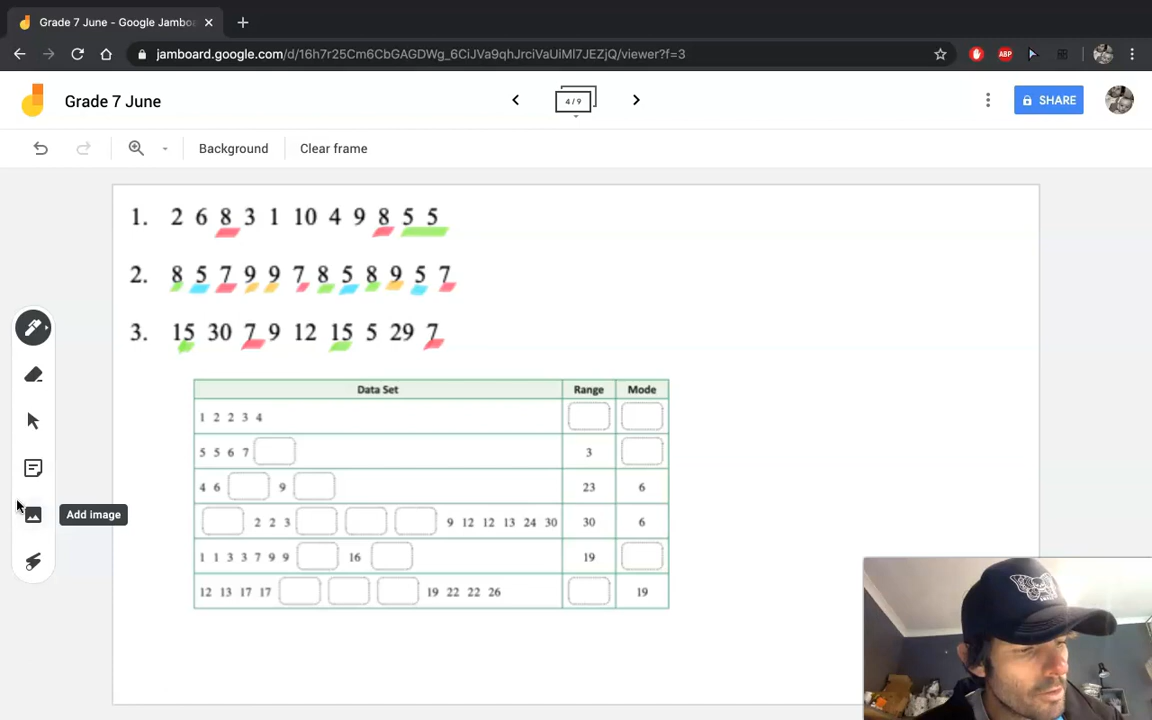 Grade 7 June - Google Jambo
jamboard.google.com/d/16h7r25Cm6CbGAGDWg_6CiJVa9qhJrciVaUiMl7JEZjQ/viewer?f=3
ABP
Grade 7 June
4 / 9
SHARE
Background
Clear frame
1. 2 6 8 3 1 10 4 9 8 5 5
2. 8 5 7 9 9 7 8 5 8 9 5 7
3. 15 30 7 9 12 15 5 29 7
Data Set Range Mode
1 2 2 3 4
5 5 6 7 3
4 6 9 23 6
2 2 3 9 12 12 13 24 30 30 6
1 1 3 3 7 9 9 16 19
12 13 17 17 19 22 22 26 19
Add image